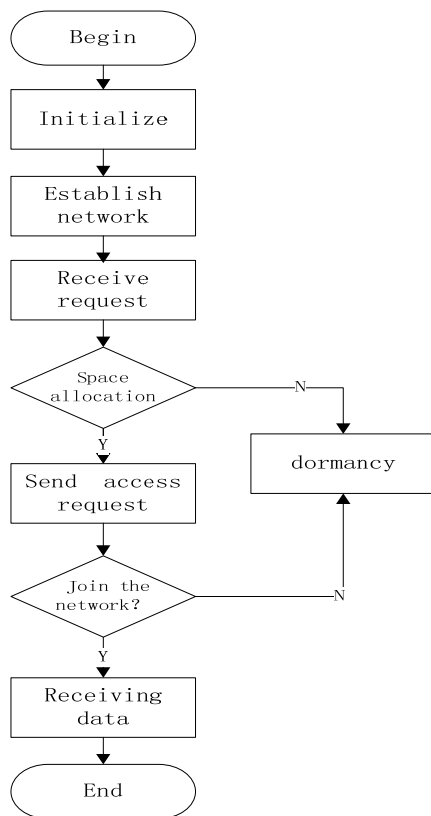 Begin
Initialize
Establish
network
Receive
request
Space
allocation
N
Y
dormancy
Send access
request
Join the
network?
N
Y
Receiving
data
End